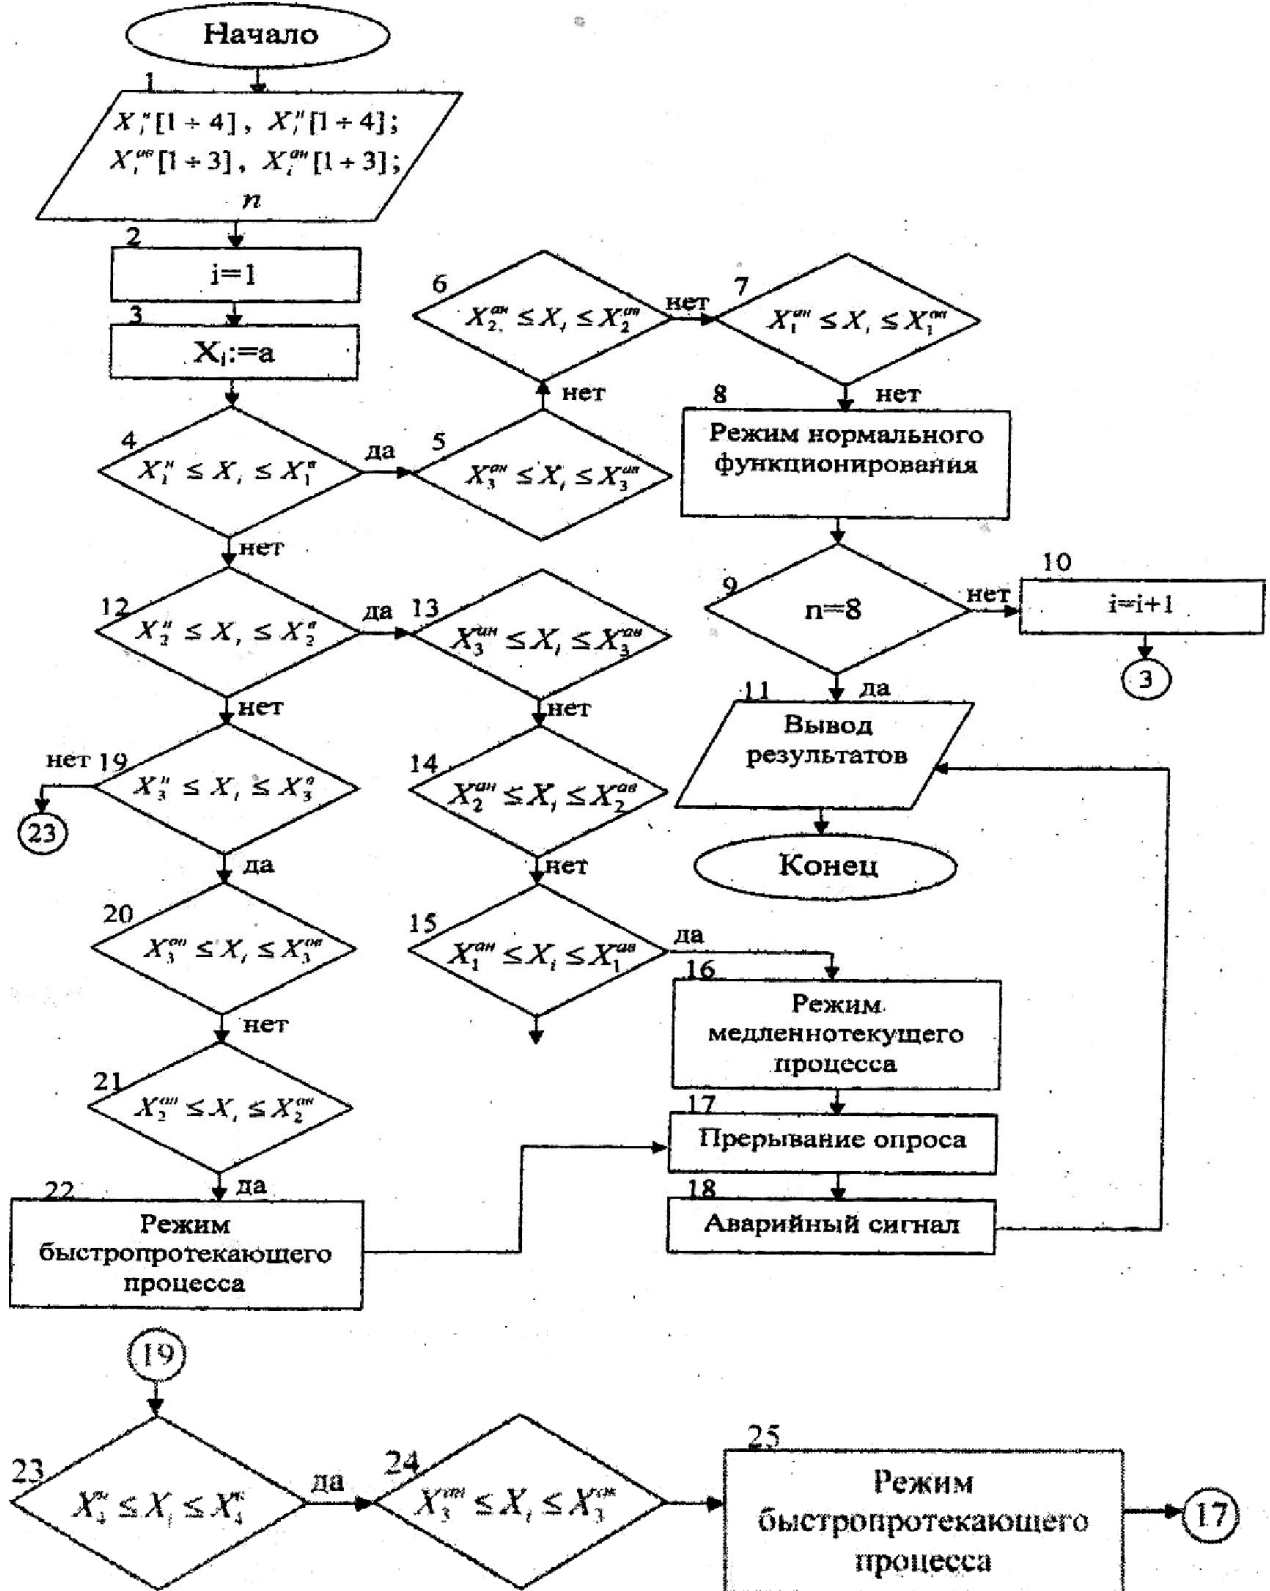 Начало
1
X_i^в[1÷4], X_i^н[1÷4];
X_i^ав[1÷3], X_i^ан[1÷3];
n
2
i=1
3
X_i:=a
4
X_1^н ≤ X_i ≤ X_1^в
да
нет
5
X_3^ан ≤ X_i ≤ X_3^ав
нет
6
X_2^ан ≤ X_i ≤ X_2^ав
нет
7
X_1^ан ≤ X_i ≤ X_1^ав
нет
8
Режим нормального
функционирования
9
n=8
нет
10
i=i+1
3
да
11
Вывод
результатов
Конец
12
X_2^н ≤ X_i ≤ X_2^в
да
нет
13
X_3^ан ≤ X_i ≤ X_3^ав
нет
14
X_2^ан ≤ X_i ≤ X_2^ав
нет
15
X_1^ан ≤ X_i ≤ X_1^ав
да
16
Режим
медленнотекущего
процесса
17
Прерывание опроса
18
Аварийный сигнал
19
X_3^н ≤ X_i ≤ X_3^в
нет
23
да
20
X_3^ан ≤ X_i ≤ X_3^ав
нет
21
X_2^ан ≤ X_i ≤ X_2^ав
да
22
Режим
быстропротекающего
процесса
19
23
X_4^н ≤ X_i ≤ X_4^в
да
24
X_3^ан ≤ X_i ≤ X_3^ав
25
Режим
быстропротекающего
процесса
17